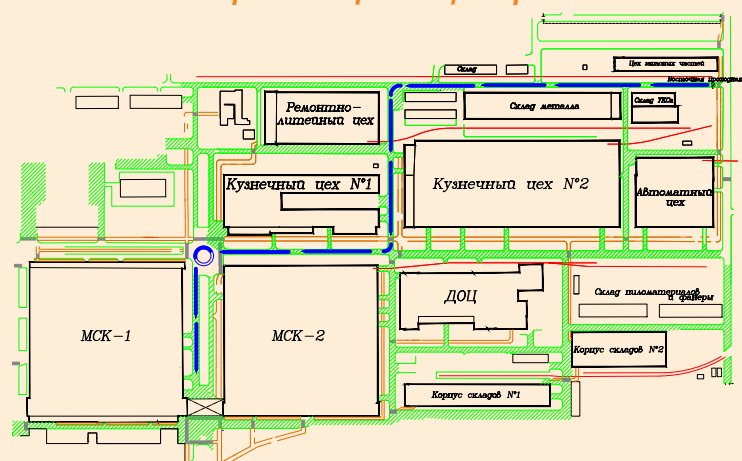 Склад
Цех запасных частей
Восточная проходная
Ремонтно-
литейный цех
Склад металла
Склад ТКСа
Кузнечный цех №1
Кузнечный цех №2
Автоматный
цех
МСК-1
МСК-2
ДОЦ
Склад пиломатериалов
и фанеры
Корпус складов №2
Корпус складов №1